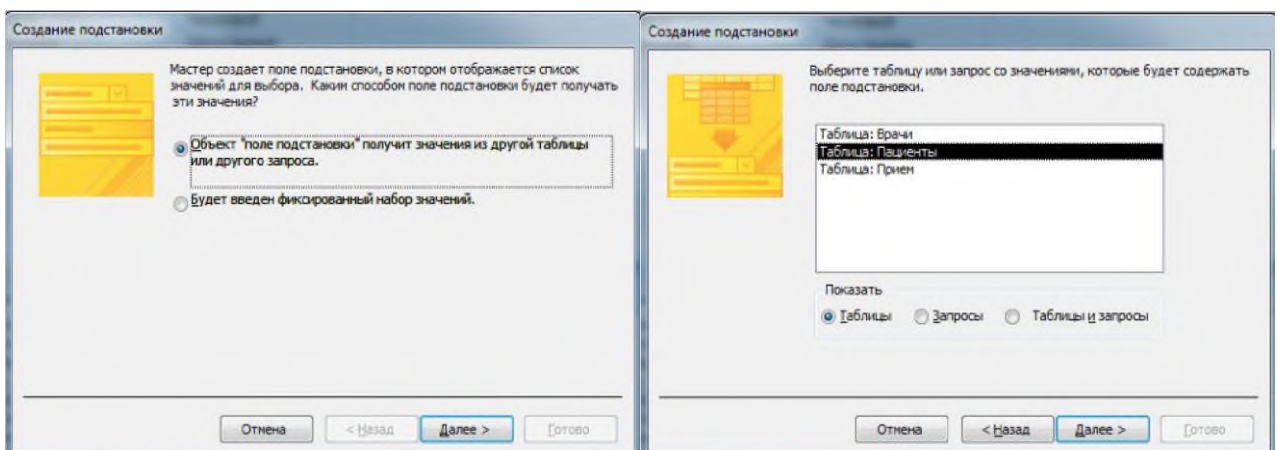 Создание подстановки
Мастер создает поле подстановки, в котором отображается список
значений для выбора. Каким способом поле подстановки будет получать
эти значения?
Объект "поле подстановки" получит значения из другой таблицы
или другого запроса.
Будет введен фиксированный набор значений.
Отмена
< Назад
Далее >
Готово
Создание подстановки
Выберите таблицу или запрос со значениями, которые будет содержать
поле подстановки.
Таблица: Врачи
Таблица: Пациенты
Таблица: Прием
Показать
Таблицы
Запросы
Таблицы и запросы
Отмена
< Назад
Далее >
Готово